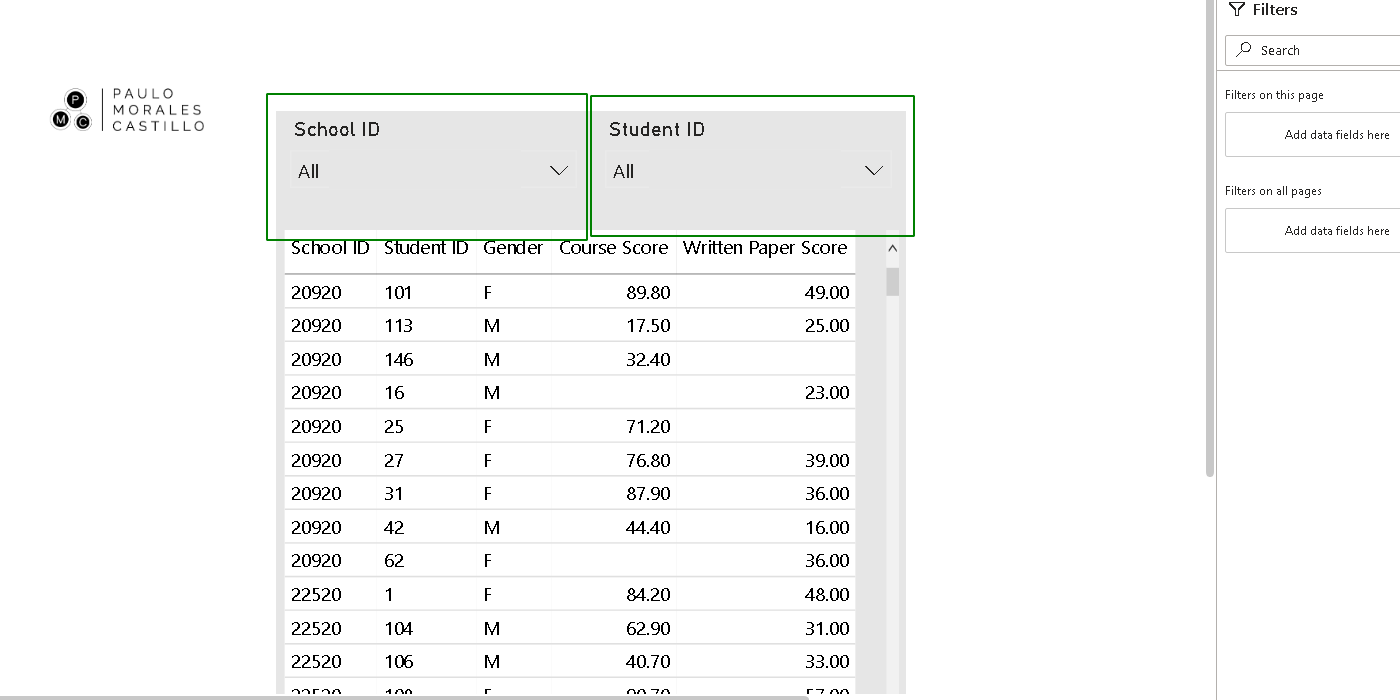 Filters
Search
Filters on this page
Add data fields here
Filters on all pages
Add data fields here
P
M C
PAULO
MORALES
CASTILLO
School ID
All
Student ID
All
School ID Student ID Gender Course Score Written Paper Score
20920 101 F 89.80 49.00
20920 113 M 17.50 25.00
20920 146 M 32.40
20920 16 M 23.00
20920 25 F 71.20
20920 27 F 76.80 39.00
20920 31 F 87.90 36.00
20920 42 M 44.40 16.00
20920 62 F 36.00
22520 1 F 84.20 48.00
22520 104 M 62.90 31.00
22520 106 M 40.70 33.00